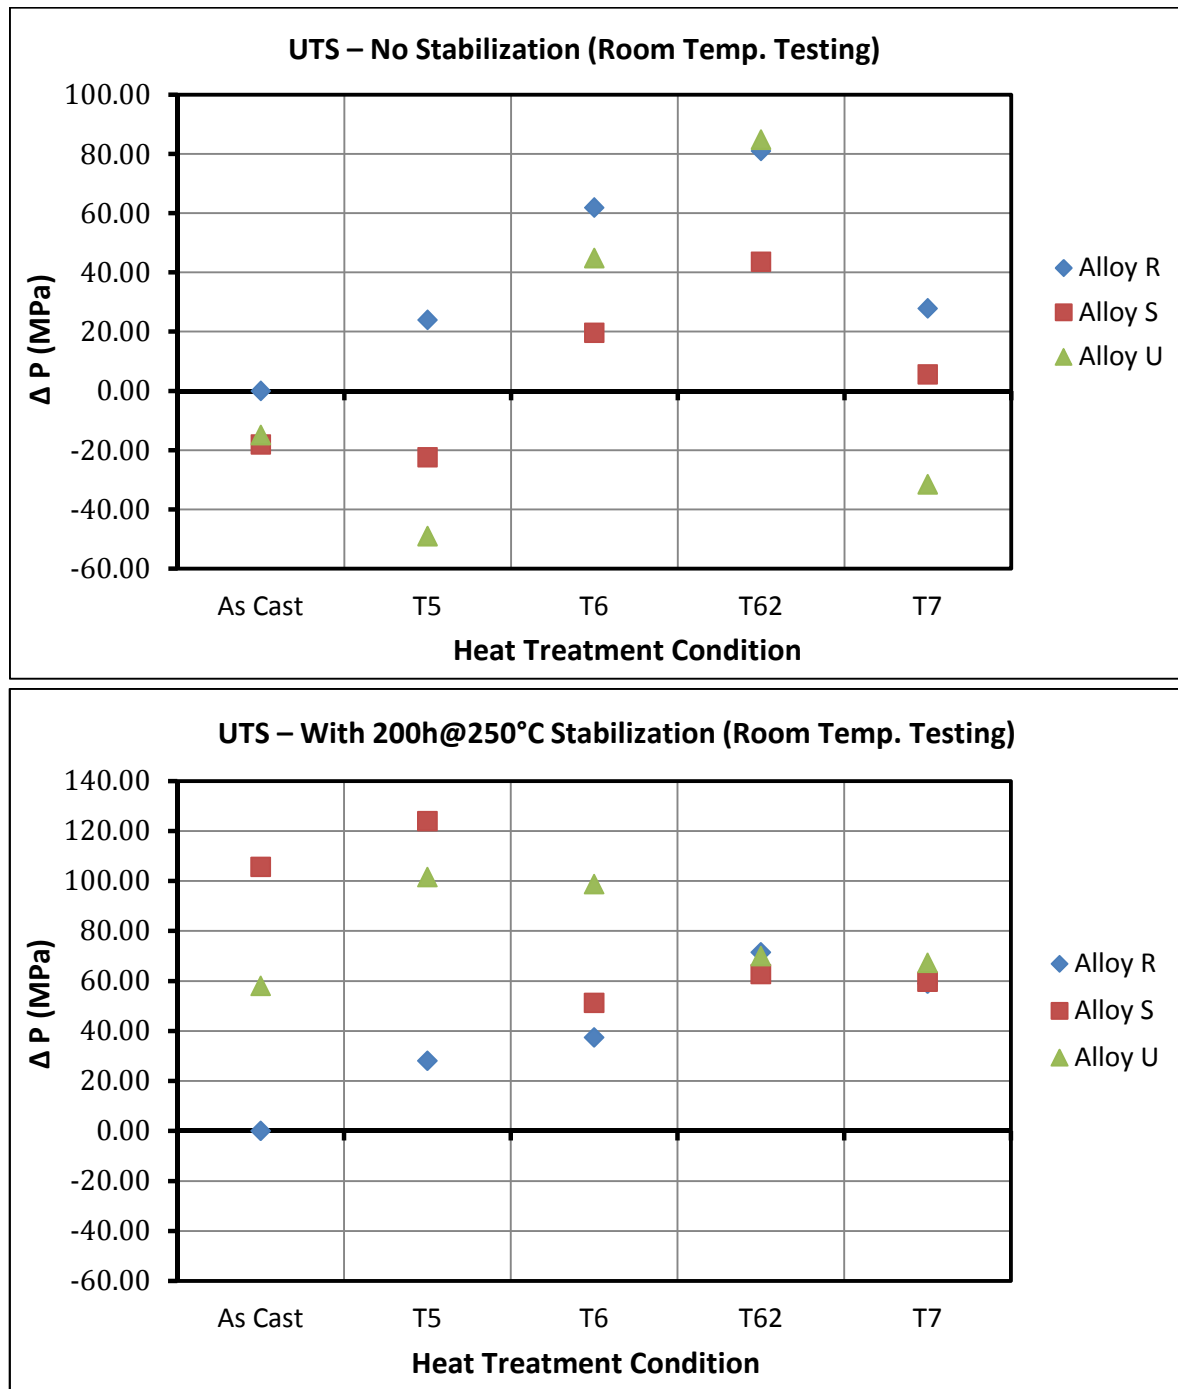 UTS – No Stabilization (Room Temp. Testing)
100.00
80.00
60.00
40.00
20.00
0.00
-20.00
-40.00
-60.00
Δ P (MPa)
As Cast T5 T6 T62 T7
Heat Treatment Condition
Alloy R
Alloy S
Alloy U
UTS – With 200h@250°C Stabilization (Room Temp. Testing)
140.00
120.00
100.00
80.00
60.00
40.00
20.00
0.00
-20.00
-40.00
-60.00
Δ P (MPa)
As Cast T5 T6 T62 T7
Heat Treatment Condition
Alloy R
Alloy S
Alloy U